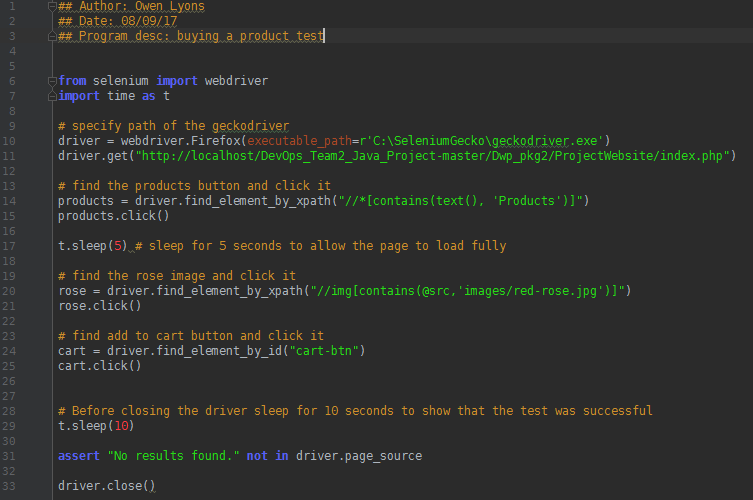 1 ## Author: Owen Lyons
2 ## Date: 08/09/17
3 ## Program desc: buying a product test
4
5
6 from selenium import webdriver
7 import time as t
8
9 # specify path of the geckodriver
10 driver = webdriver.Firefox(executable_path=r'C:\SeleniumGecko\geckodriver.exe')
11 driver.get("http://localhost/DevOps_Team2_Java_Project-master/Dwp_pkg2/ProjectWebsite/index.php")
12
13 # find the products button and click it
14 products = driver.find_element_by_xpath("//*[contains(text(), 'Products')]")
15 products.click()
16
17 t.sleep(5) # sleep for 5 seconds to allow the page to load fully
18
19 # find the rose image and click it
20 rose = driver.find_element_by_xpath("//img[contains(@src,'images/red-rose.jpg')]")
21 rose.click()
22
23 # find add to cart button and click it
24 cart = driver.find_element_by_id("cart-btn")
25 cart.click()
26
27
28 # Before closing the driver sleep for 10 seconds to show that the test was successful
29 t.sleep(10)
30
31 assert "No results found." not in driver.page_source
32
33 driver.close()